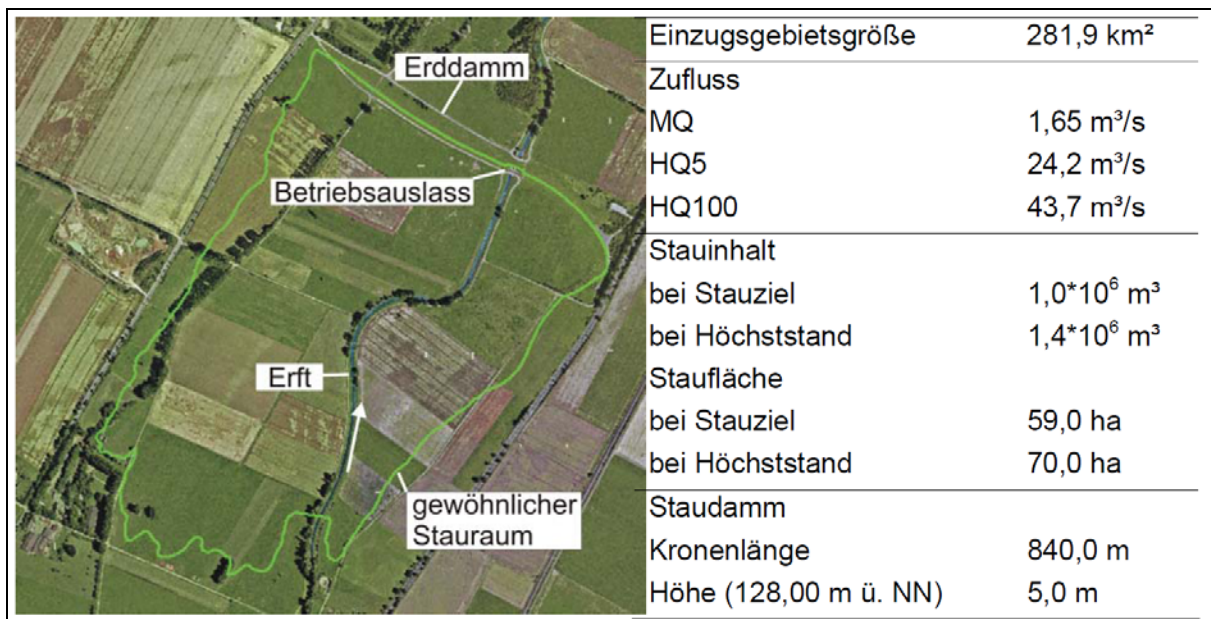 Erddamm
Betriebsauslass
Erft
gewöhnlicher
Stauraum
Einzugsgebietsgröße 281,9 km²
Zufluss
MQ 1,65 m³/s
HQ5 24,2 m³/s
HQ100 43,7 m³/s
Stauinhalt
bei Stauziel 1,0*10⁶ m³
bei Höchststand 1,4*10⁶ m³
Staufläche
bei Stauziel 59,0 ha
bei Höchststand 70,0 ha
Staudamm
Kronenlänge 840,0 m
Höhe (128,00 m ü. NN) 5,0 m